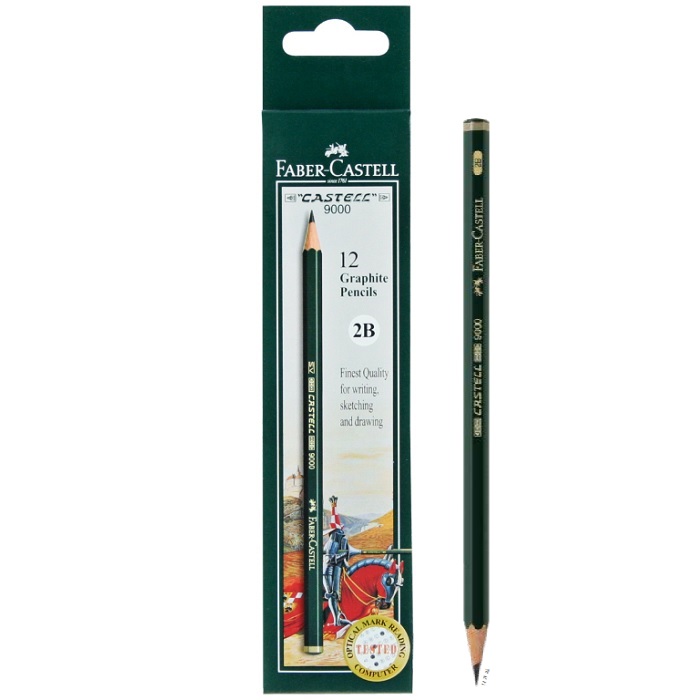 FABER-CASTELL
since 1761
"CASTELL"
9000
12
Graphite
Pencils
2B
Finest Quality
for writing,
sketching
and drawing
CASTELL 9000
FABER-CASTELL
OPTICAL MARK READING
TESTED
COMPUTER
2B
FABER-CASTELL
CASTELL 9000